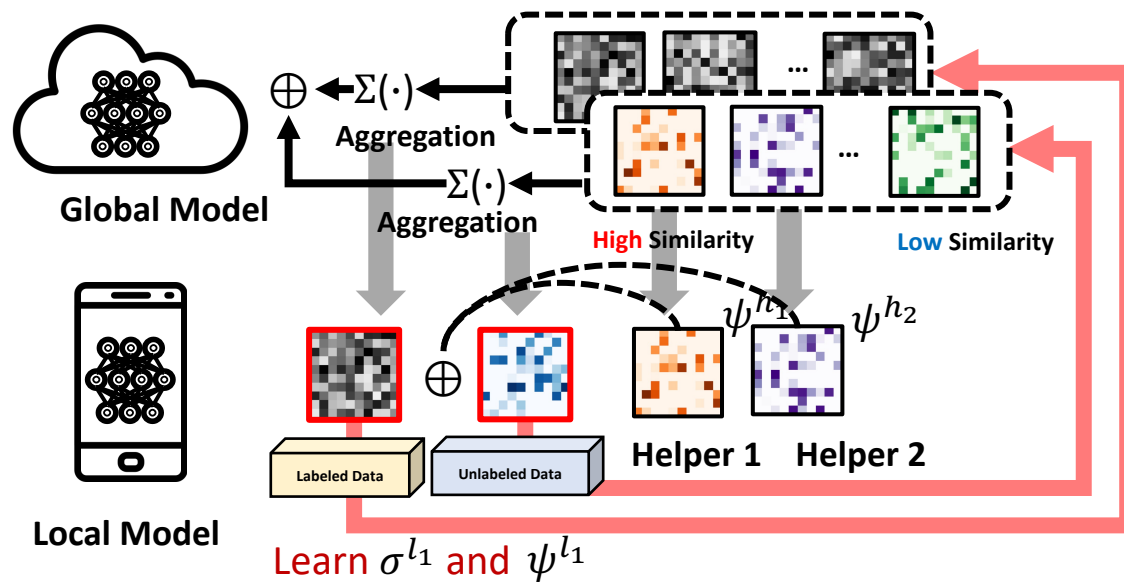 ...
⊕
Σ(·)
Aggregation
...
Σ(·)
Aggregation
Global Model
High Similarity
Low Similarity
ψ^{h_1}
ψ^{h_2}
⊕
Helper 1
Helper 2
Labeled Data
Unlabeled Data
Local Model
Learn σ^{l_1} and ψ^{l_1}